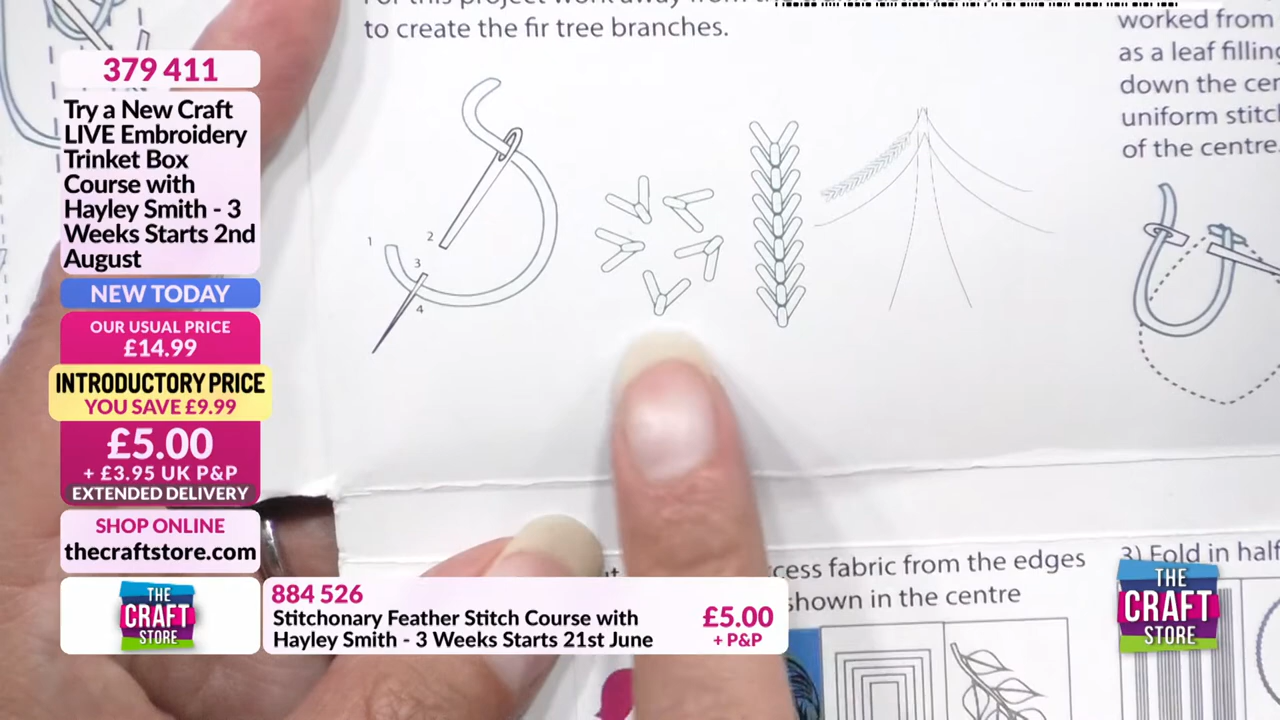 to create the fir tree branches.
worked from
as a leaf filling
down the
uniform
of the centre.
1
2
3
4
379 411
Try a New Craft
LIVE Embroidery
Trinket Box
Course with
Hayley Smith - 3
Weeks Starts 2nd
August
NEW TODAY
OUR USUAL PRICE
£14.99
INTRODUCTORY PRICE
YOU SAVE £9.99
£5.00
+ £3.95 UK P&P
EXTENDED DELIVERY
SHOP ONLINE
thecraftstore.com
THE
CRAFT
STORE
884 526
Stitchonary Feather Stitch Course with
Hayley Smith - 3 Weeks Starts 21st June
£5.00
+ P&P
fabric from the edges
shown in the centre
3) Fold in half
THE
CRAFT
STORE